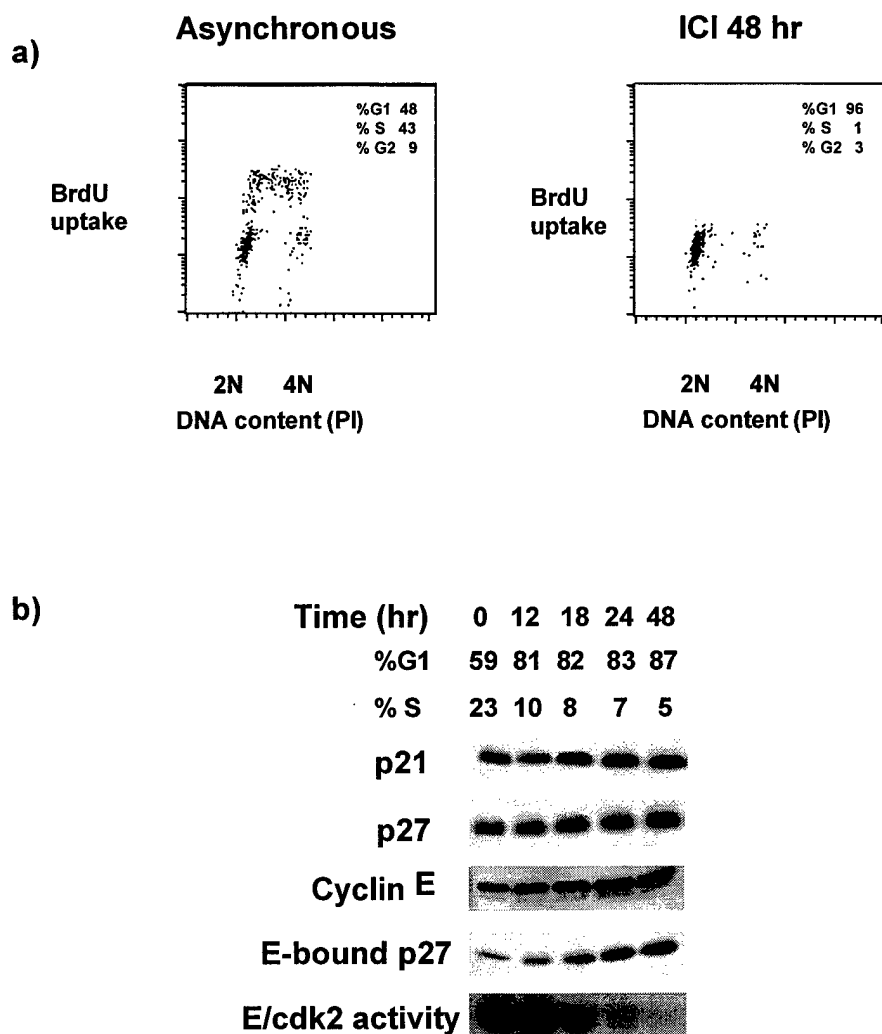 a)
Asynchronous
ICI 48 hr
%G1 48
% S 43
% G2 9
BrdU
uptake
2N 4N
DNA content (PI)
%G1 96
% S 1
% G2 3
BrdU
uptake
2N 4N
DNA content (PI)
b)
Time (hr) 0 12 18 24 48
%G1 59 81 82 83 87
% S 23 10 8 7 5
p21
p27
Cyclin E
E-bound p27
E/cdk2 activity